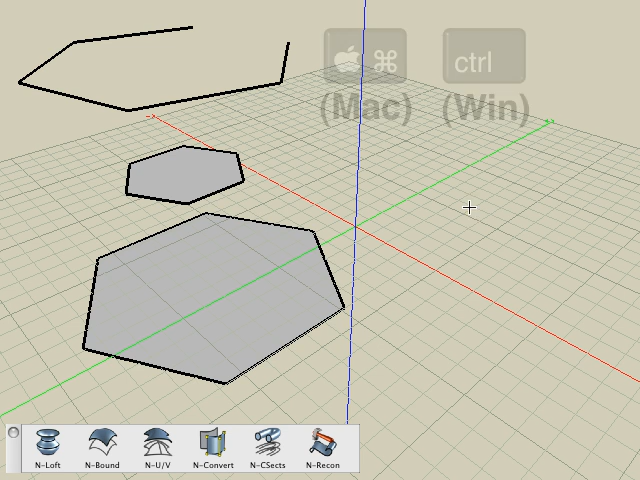 ⌘ ctrl
(Mac) (Win)
N-Loft N-Bound N-U/V N-Convert N-CSects N-Recon